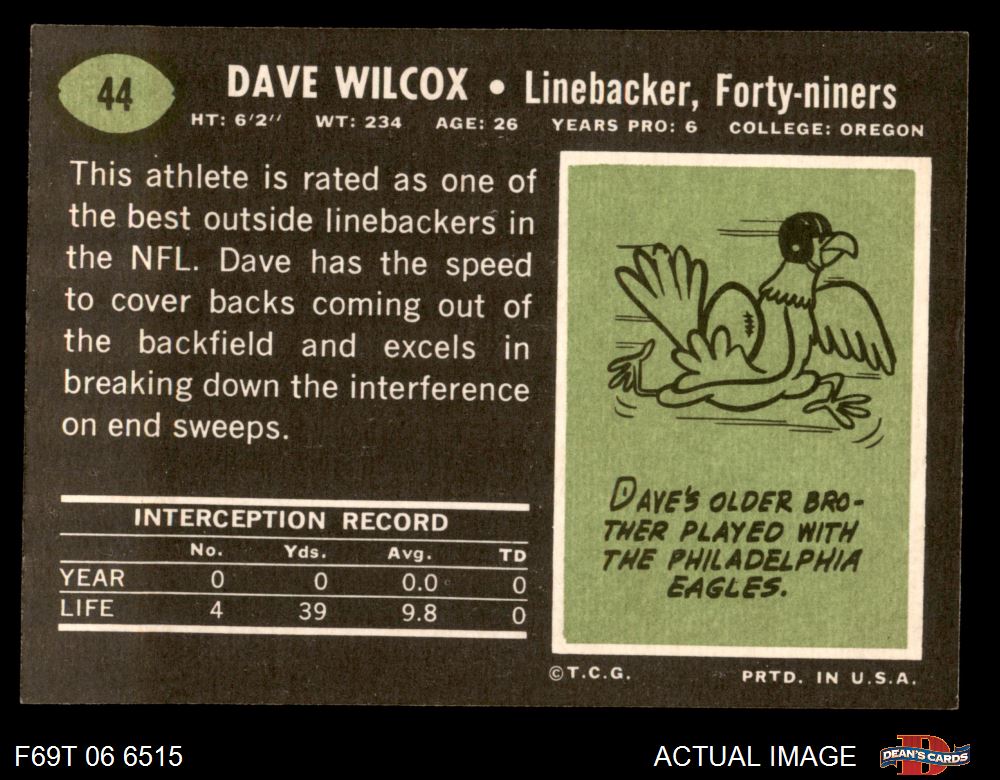 44
DAVE WILCOX • Linebacker, Forty-niners
HT: 6'2" WT: 234 AGE: 26 YEARS PRO: 6 COLLEGE: OREGON
This athlete is rated as one of
the best outside linebackers in
the NFL. Dave has the speed
to cover backs coming out of
the backfield and excels in
breaking down the interference
on end sweeps.
INTERCEPTION RECORD
No. Yds. Avg. TD
YEAR 0 0 0.0 0
LIFE 4 39 9.8 0
DAVE'S OLDER BRO-
THER PLAYED WITH
THE PHILADELPHIA
EAGLES.
©T.C.G. PRTD. IN U.S.A.
F69T 06 6515 ACTUAL IMAGE DEAN'S CARDS